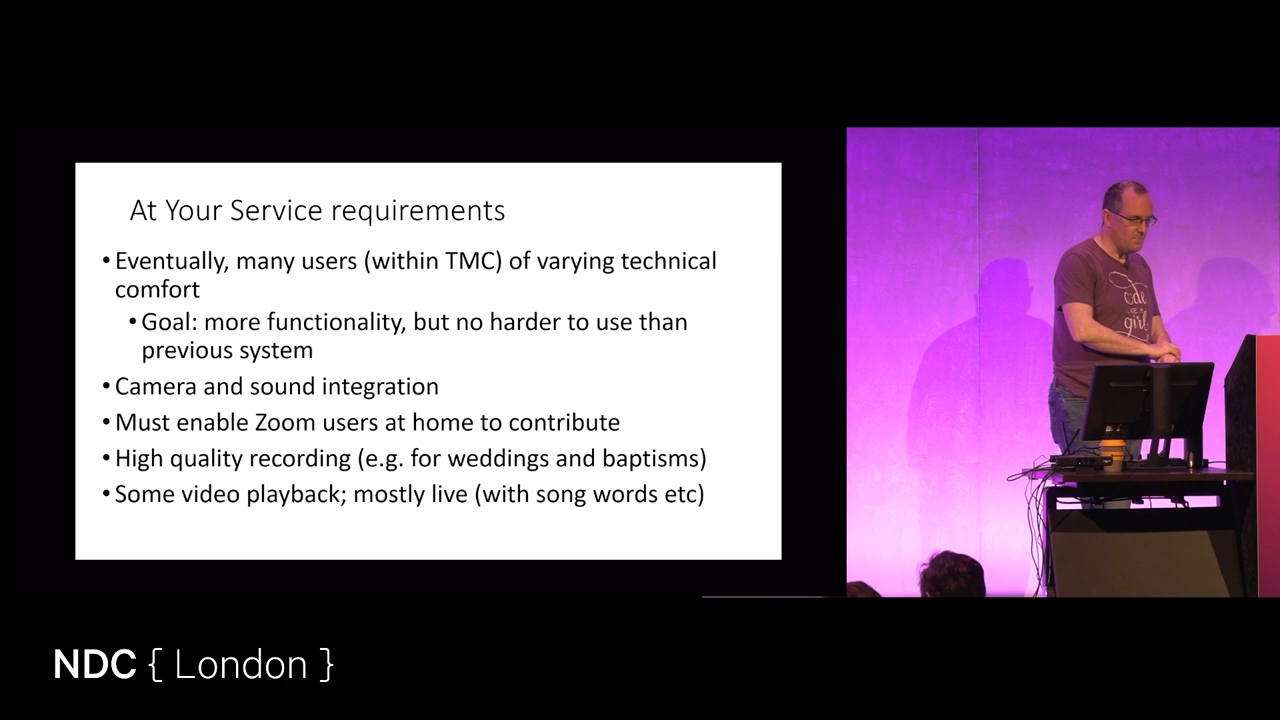 At Your Service requirements
• Eventually, many users (within TMC) of varying technical
comfort
• Goal: more functionality, but no harder to use than
previous system
• Camera and sound integration
• Must enable Zoom users at home to contribute
• High quality recording (e.g. for weddings and baptisms)
• Some video playback; mostly live (with song words etc)
code
girl
NDC { London }